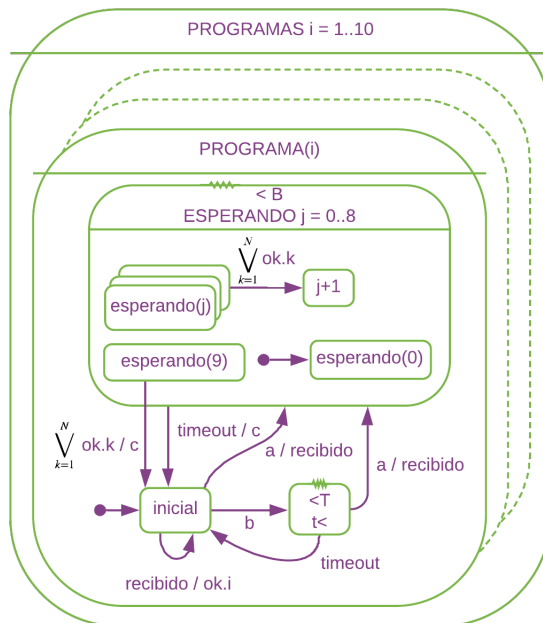 PROGRAMAS i = 1..10
PROGRAMA(i)
< B
ESPERANDO j = 0..8
N
⋁ ok.k
k=1
esperando(j)
j+1
esperando(9)
esperando(0)
N
⋁ ok.k / c
k=1
timeout / c
a / recibido
a / recibido
inicial
b
<T
t<
timeout
recibido / ok.i